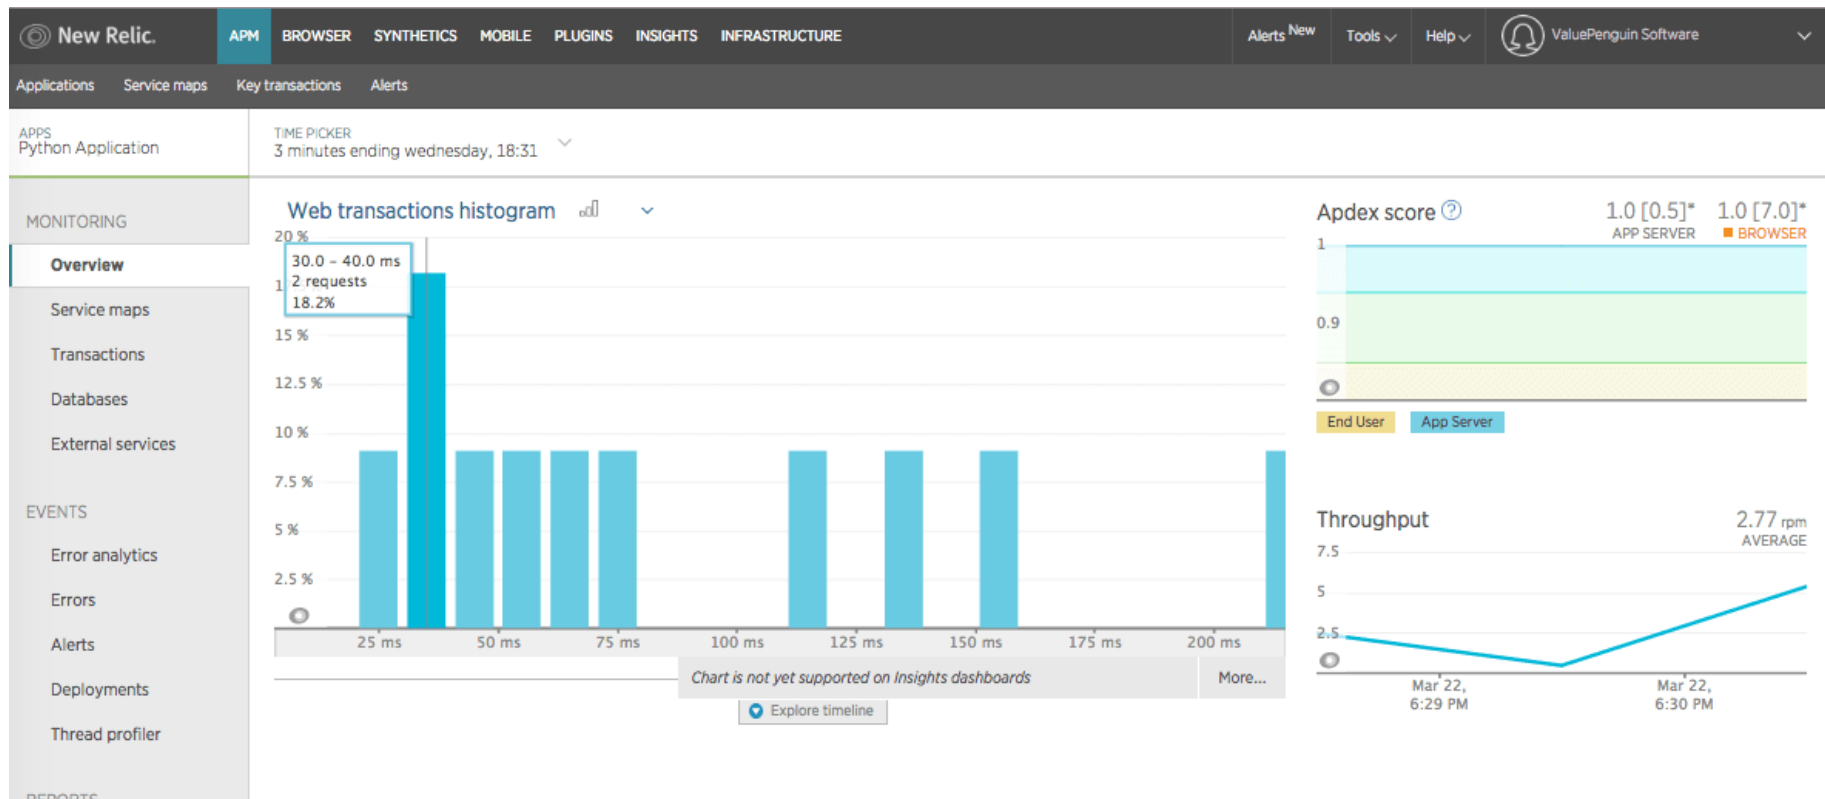 New Relic.
APM BROWSER SYNTHETICS MOBILE PLUGINS INSIGHTS INFRASTRUCTURE
Alerts New Tools Help ValuePenguin Software
Applications Service maps Key transactions Alerts
APPS
Python Application
TIME PICKER
3 minutes ending wednesday, 18:31
MONITORING
Overview
Service maps
Transactions
Databases
External services
EVENTS
Error analytics
Errors
Alerts
Deployments
Thread profiler
REPORTS
Web transactions histogram
20 %
30.0 - 40.0 ms
2 requests
18.2%
1
15 %
12.5 %
10 %
7.5 %
5 %
2.5 %
25 ms 50 ms 75 ms 100 ms 125 ms 150 ms 175 ms 200 ms
Chart is not yet supported on Insights dashboards
More...
Explore timeline
Apdex score ?
1.0 [0.5]* 1.0 [7.0]*
APP SERVER BROWSER
1
0.9
End User App Server
Throughput
2.77 rpm
AVERAGE
7.5
5
2.5
Mar 22, Mar 22,
6:29 PM 6:30 PM